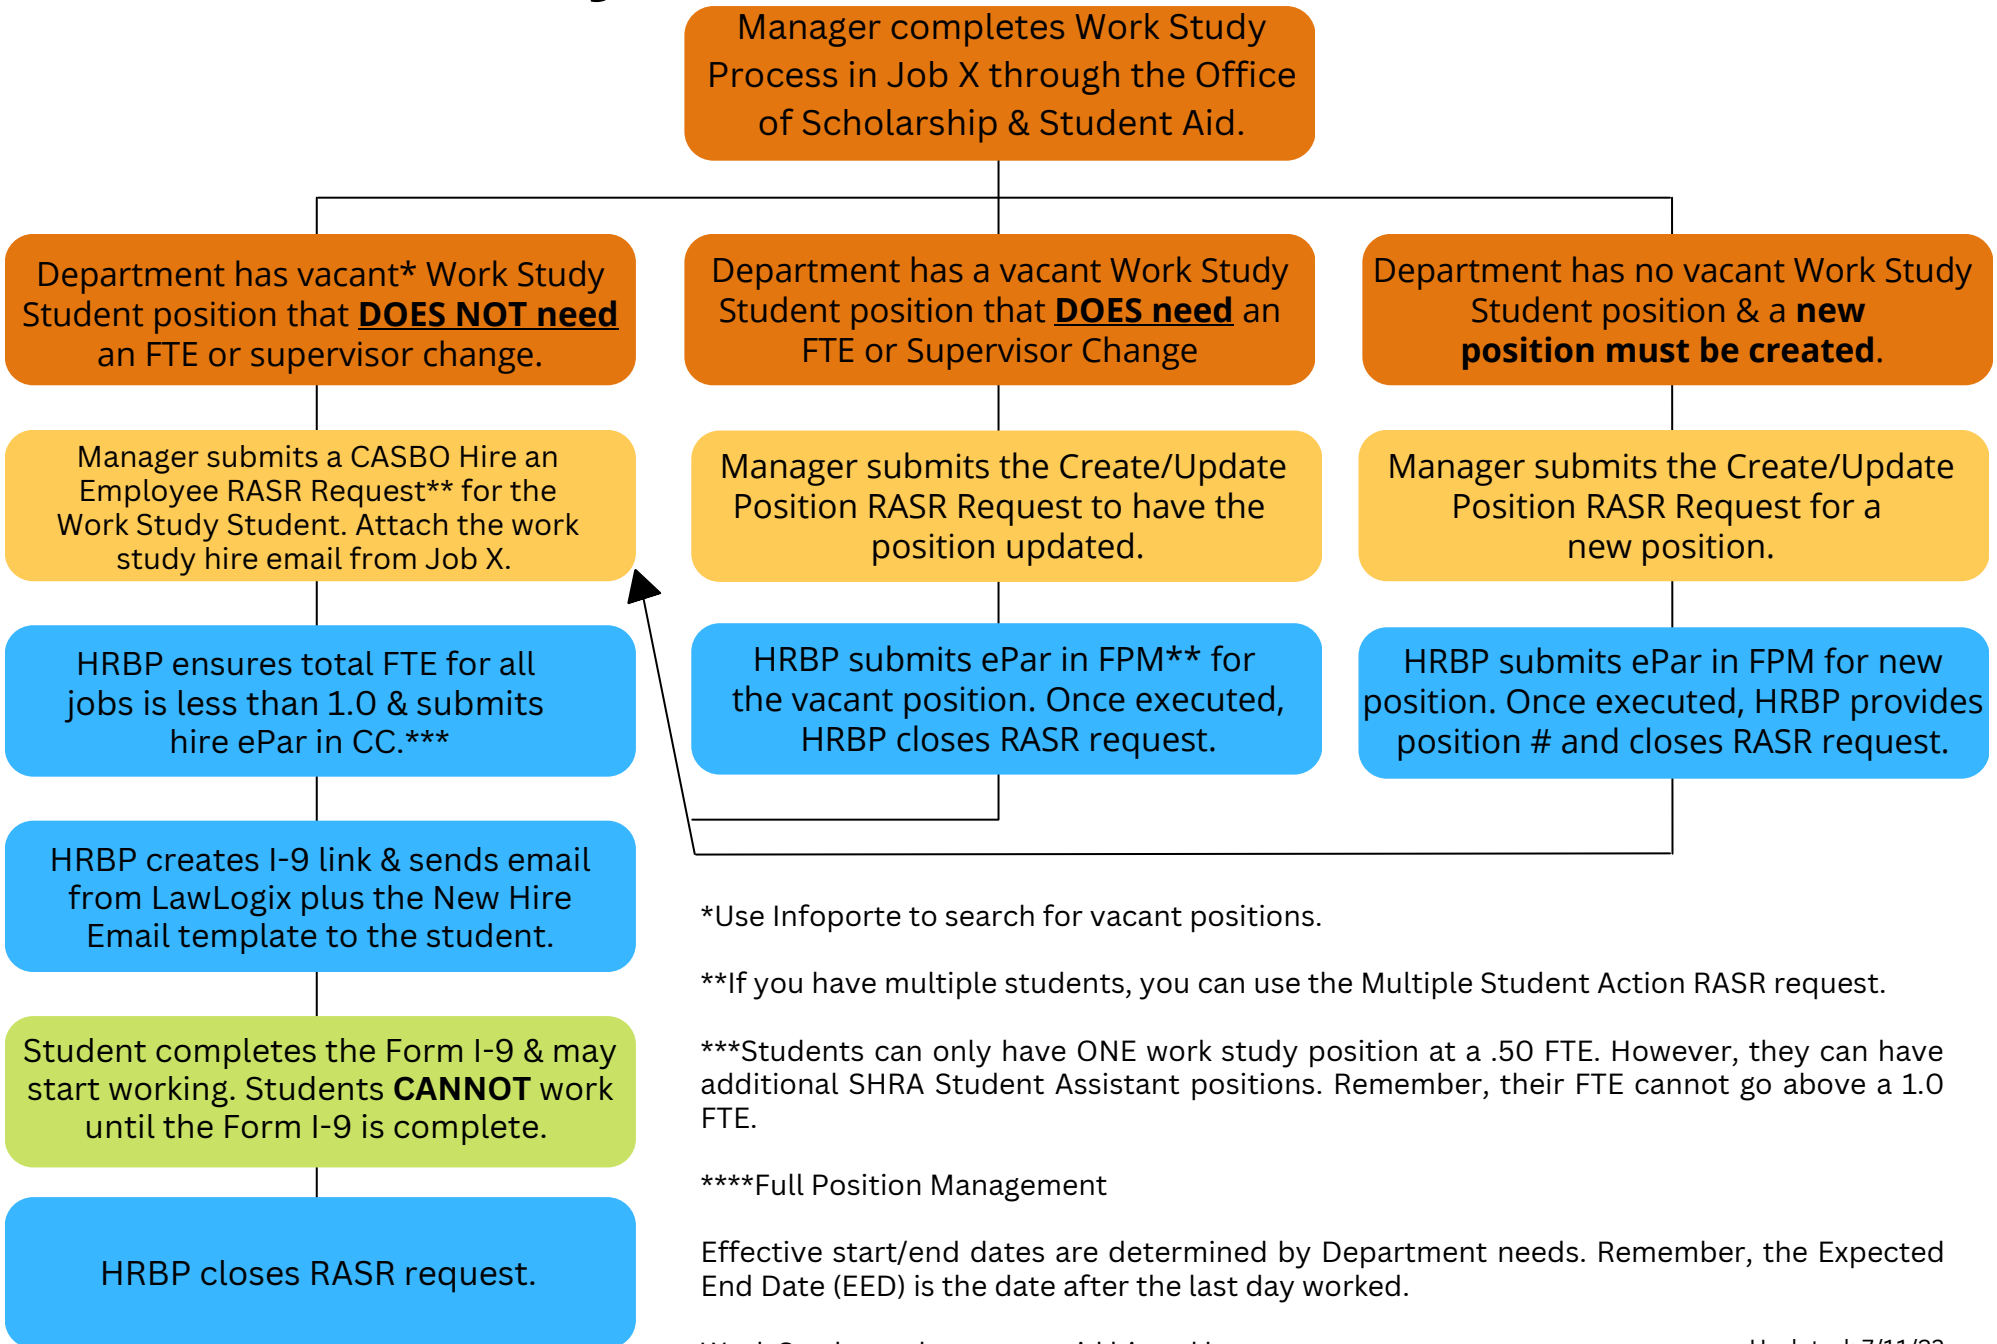 Manager completes Work Study
Process in Job X through the Office
of Scholarship & Student Aid.
Department has vacant* Work Study
Student position that DOES NOT need
an FTE or supervisor change.
Department has a vacant Work Study
Student position that DOES need an
FTE or Supervisor Change
Department has no vacant Work Study
Student position & a new
position must be created.
Manager submits a CASBO Hire an
Employee RASR Request** for the
Work Study Student. Attach the work
study hire email from Job X.
Manager submits the Create/Update
Position RASR Request to have the
position updated.
Manager submits the Create/Update
Position RASR Request for a
new position.
HRBP ensures total FTE for all
jobs is less than 1.0 & submits
hire ePar in CC.***
HRBP submits ePar in FPM** for
the vacant position. Once executed,
HRBP closes RASR request.
HRBP submits ePar in FPM for new
position. Once executed, HRBP provides
position # and closes RASR request.
HRBP creates I-9 link & sends email
from LawLogix plus the New Hire
Email template to the student.
Student completes the Form I-9 & may
start working. Students CANNOT work
until the Form I-9 is complete.
HRBP closes RASR request.
*Use Infoporte to search for vacant positions.
**If you have multiple students, you can use the Multiple Student Action RASR request.
***Students can only have ONE work study position at a .50 FTE. However, they can have
additional SHRA Student Assistant positions. Remember, their FTE cannot go above a 1.0
FTE.
****Full Position Management
Effective start/end dates are determined by Department needs. Remember, the Expected
End Date (EED) is the date after the last day worked.